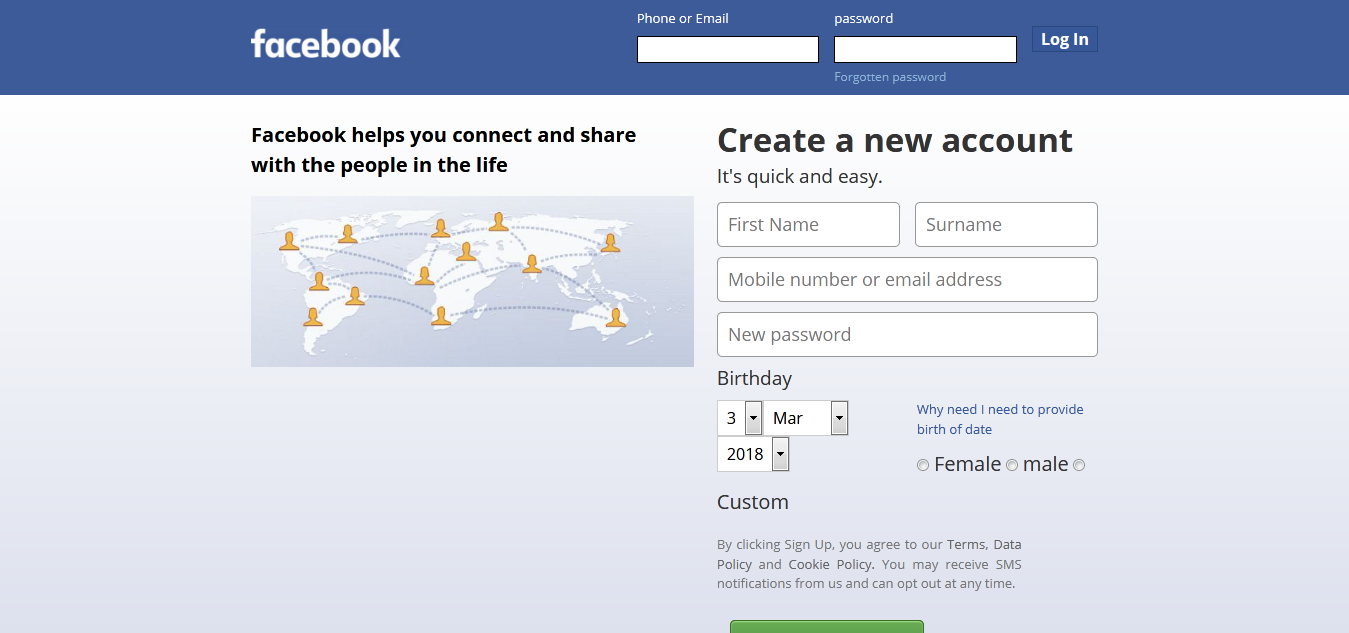 facebook
Phone or Email
password
Log In
Forgotten password
Facebook helps you connect and share
with the people in the life
Create a new account
It's quick and easy.
First Name
Surname
Mobile number or email address
New password
Birthday
3
Mar
2018
Why need I need to provide
birth of date
Female
male
Custom
By clicking Sign Up, you agree to our Terms, Data
Policy and Cookie Policy. You may receive SMS
notifications from us and can opt out at any time.